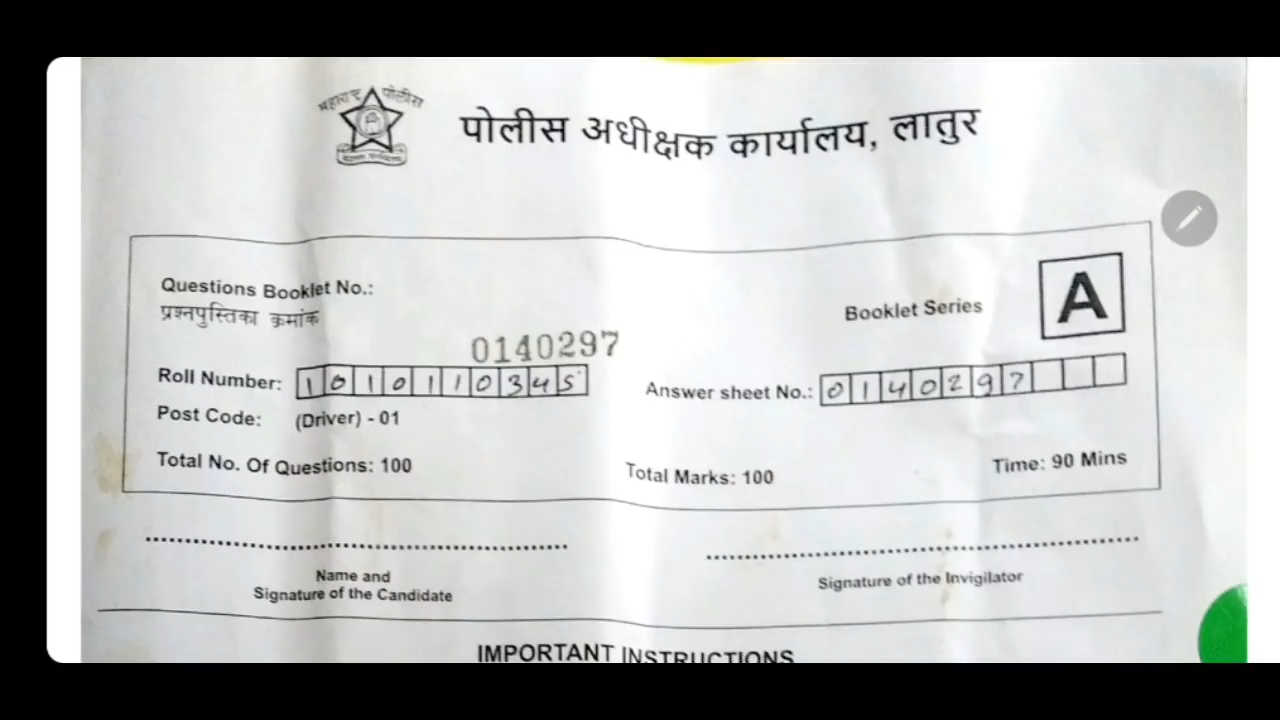 महाराष्ट्र पोलीस
पोलीस अधीक्षक कार्यालय, लातुर
Questions Booklet No.:
प्रश्नपुस्तिका क्रमांक
0140297
Booklet Series A
Roll Number: 1010110345
Answer sheet No.: 0140297
Post Code: (Driver) - 01
Total No. Of Questions: 100
Total Marks: 100
Time: 90 Mins
Name and
Signature of the Candidate
Signature of the Invigilator
IMPORTANT INSTRUCTIONS